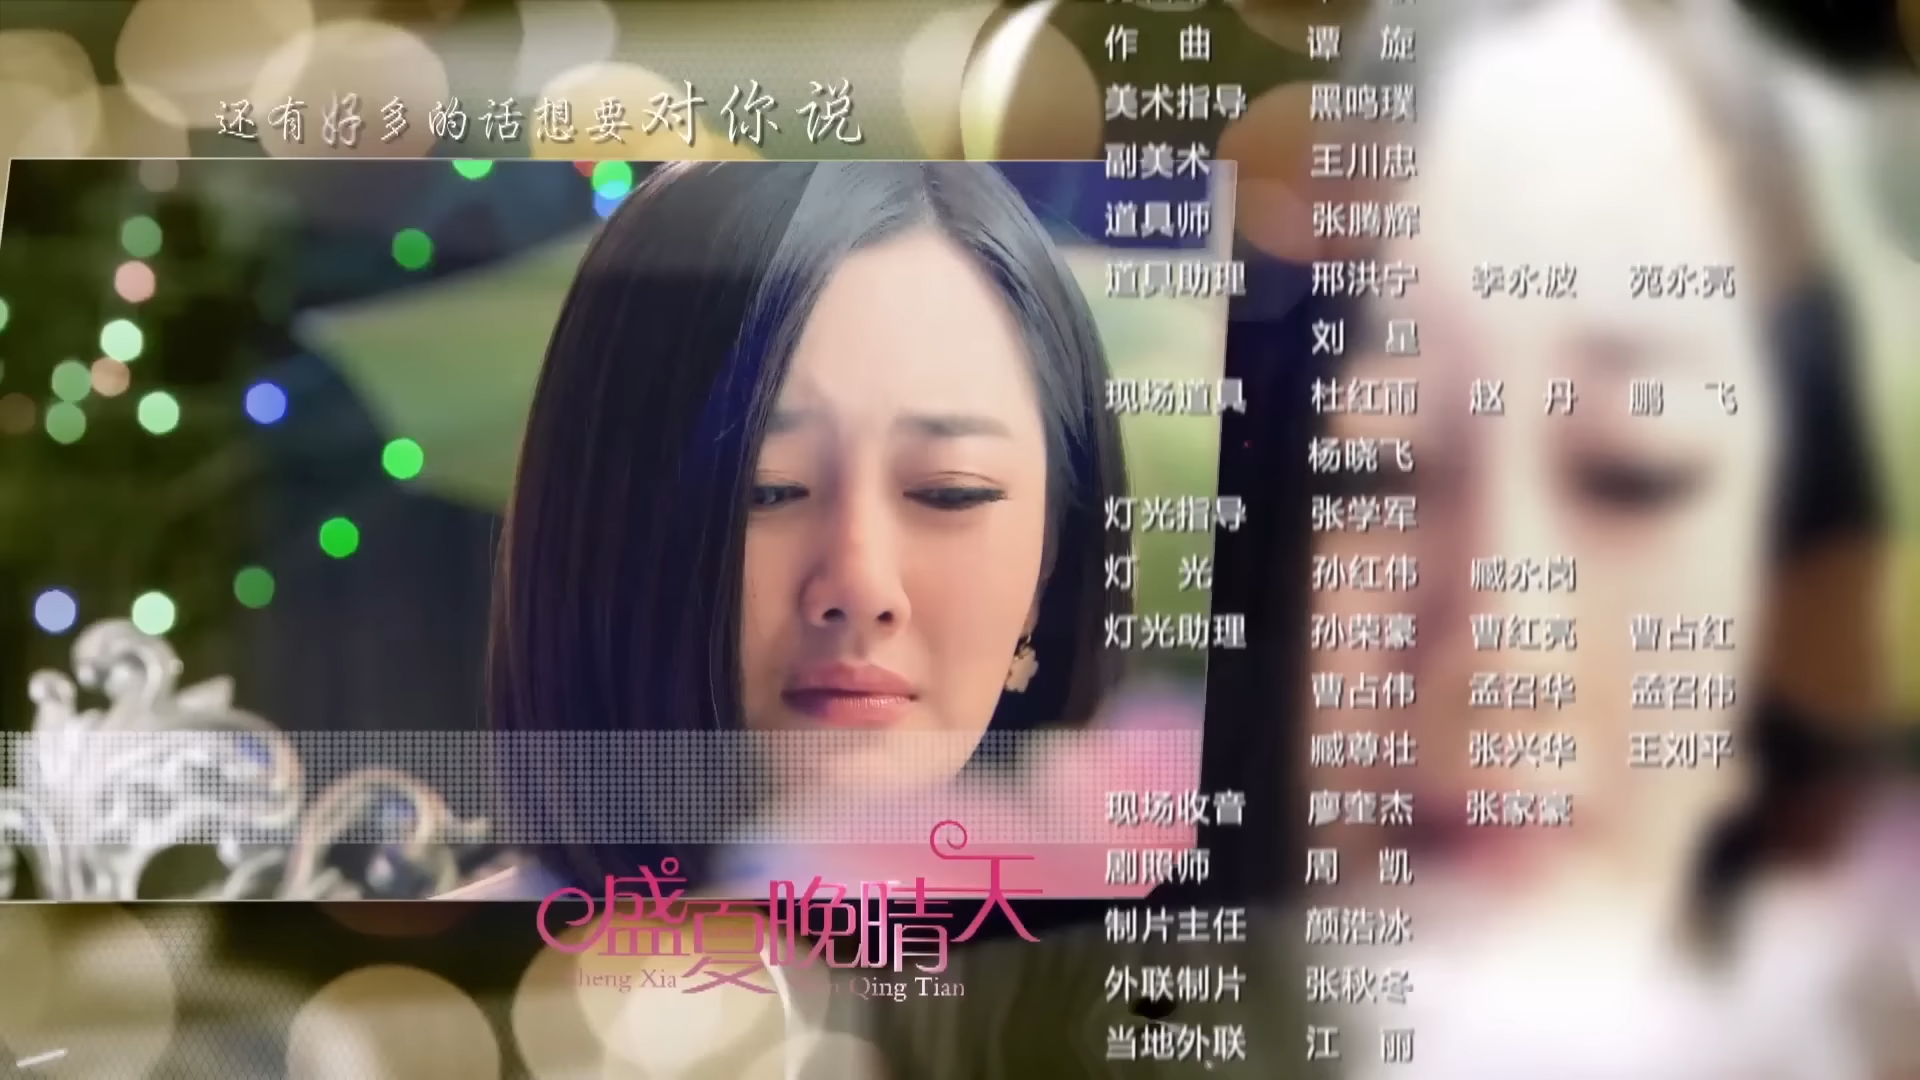 还有好多的话想要对你说
作曲 谭旋
美术指导 黑鸣璞
副美术 王川忠
道具师 张腾辉
道具助理 邢洪宁 李永波 苑永亮
刘星
现场道具 杜红雨 赵丹 鹏飞
杨晓飞
灯光指导 张学军
灯光 孙红伟 臧永岗
灯光助理 孙荣豪 曹红亮 曹占红
曹占伟 孟召华 孟召伟
臧尊壮 张兴华 王刘平
现场收音 廖奎杰 张家豪
剧照师 周凯
制片主任 颜浩冰
外联制片 张秋冬
当地外联 江丽
盛夏晚晴天
Sheng Xia Wan Qing Tian